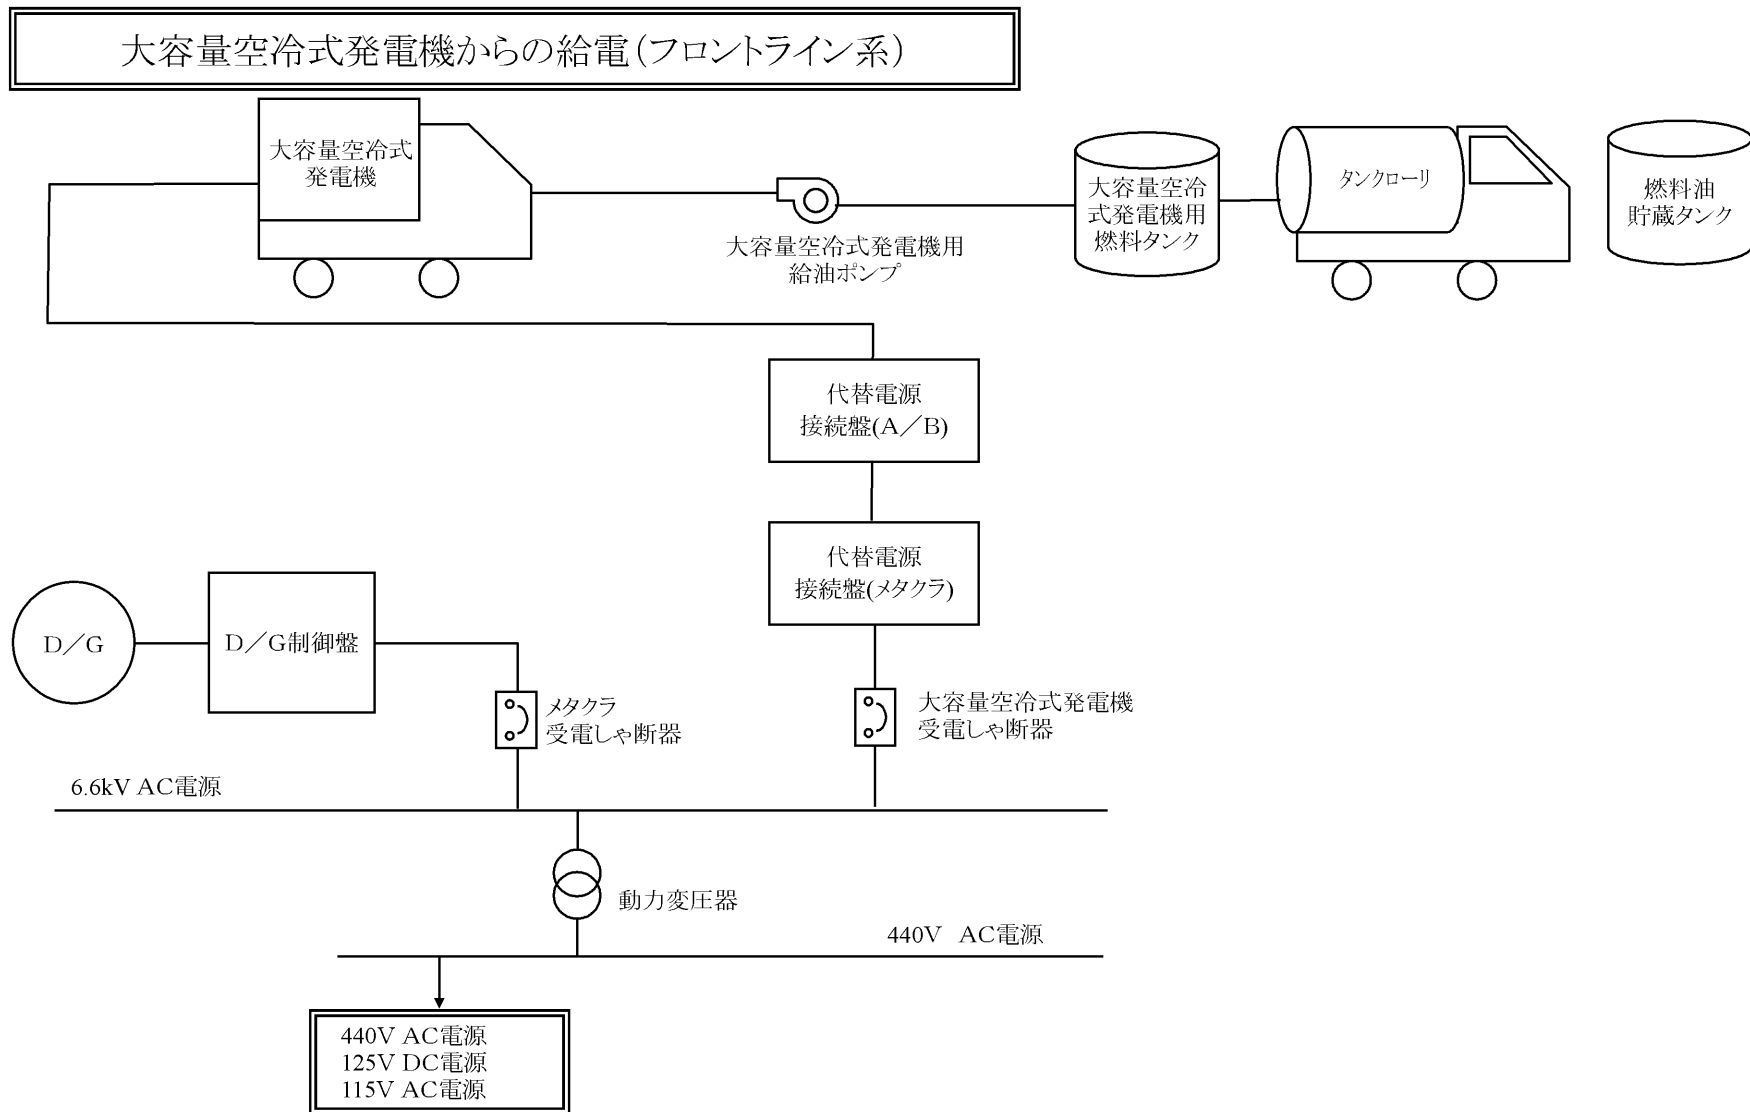 大容量空冷式発電機からの給電(フロントライン系)
大容量空冷式
発電機
大容量空冷式発電機用
給油ポンプ
大容量空冷
式発電機用
燃料タンク
タンクローリ
燃料油
貯蔵タンク
代替電源
接続盤(A/B)
代替電源
接続盤(メタクラ)
D/G
D/G制御盤
メタクラ
受電しゃ断器
大容量空冷式発電機
受電しゃ断器
6.6kV AC電源
動力変圧器
440V AC電源
440V AC電源
125V DC電源
115V AC電源